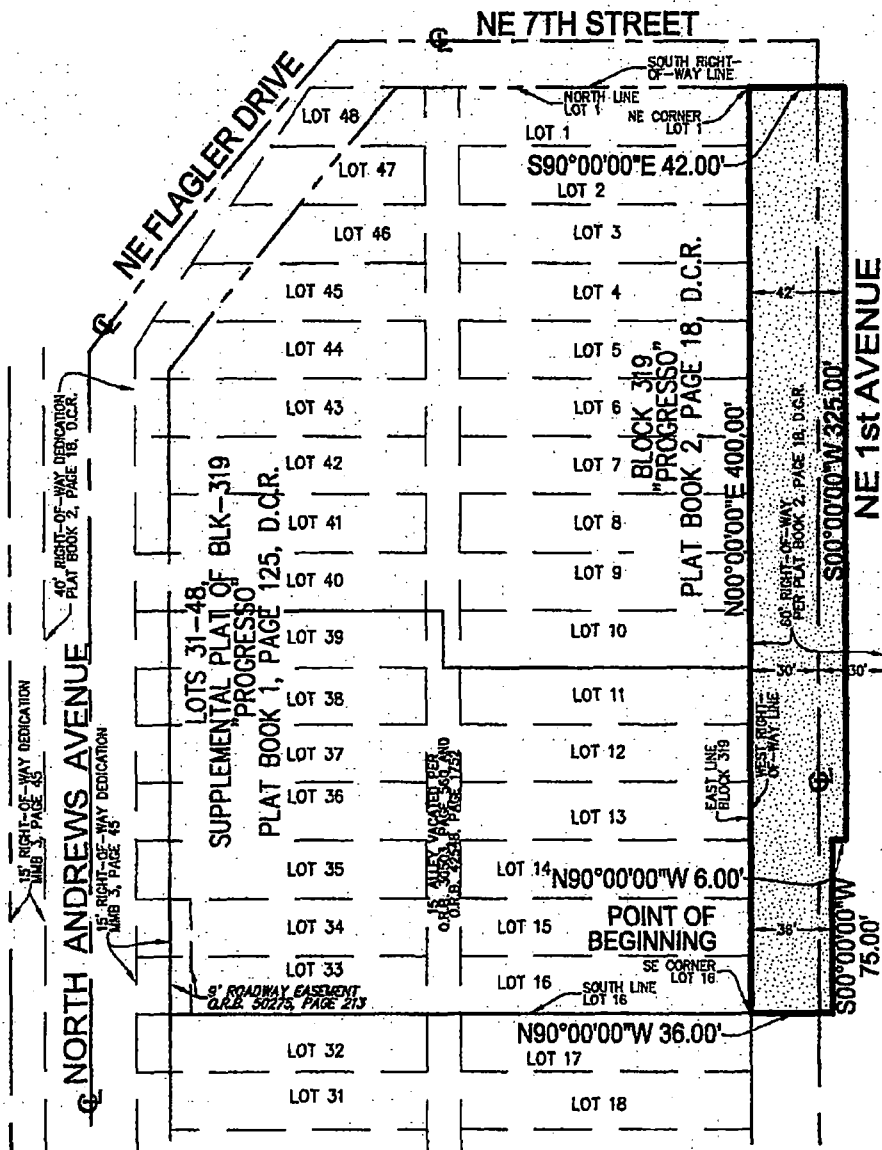 NE 7TH STREET
NE FLAGLER DRIVE
SOUTH RIGHT-
OF-WAY LINE
NORTH LINE
LOT 1
NE CORNER
LOT 1
LOT 48
LOT 1
S90°00'00"E 42.00'
LOT 47
LOT 2
LOT 46
LOT 3
LOT 45
LOT 4
42'
LOT 44
LOT 5
LOT 43
LOT 6
LOT 42
LOT 7
LOT 41
LOT 8
LOT 40
LOT 9
LOT 39
LOT 10
LOT 38
LOT 11
LOT 37
LOT 12
LOT 36
LOT 13
LOT 35
LOT 14
LOT 34
LOT 15
LOT 33
LOT 16
LOT 32
LOT 17
LOT 31
LOT 18
40' RIGHT-OF-WAY DEDICATION
PLAT BOOK 2, PAGE 18, D.C.R.
15' RIGHT-OF-WAY DEDICATION
MMB 3, PAGE 45
NORTH ANDREWS AVENUE
15' RIGHT-OF-WAY DEDICATION
MMB 3, PAGE 45
LOTS 31-48,
SUPPLEMENTAL PLAT OF BLK-319
"PROGRESSO"
PLAT BOOK 1, PAGE 125, D.C.R.
15' ALLEY VACATED PER
O.R.B. 30503, PAGE 560 AND
O.R.B. 42548, PAGE 1752
BLOCK 319
"PROGRESSO"
PLAT BOOK 2, PAGE 18, D.C.R.
N00°00'00"E 400.00'
60' RIGHT-OF-WAY
PER PLAT BOOK 2, PAGE 18, D.C.R.
S00°00'00"W 325.00'
NE 1st AVENUE
30'
30'
EAST LINE
BLOCK 319
WEST RIGHT-
OF-WAY LINE
N90°00'00"W 6.00'
POINT OF
BEGINNING
36'
S00°00'00"W
75.00'
SE CORNER
LOT 16
SOUTH LINE
LOT 16
9' ROADWAY EASEMENT
O.R.B. 50275, PAGE 213
N90°00'00"W 36.00'